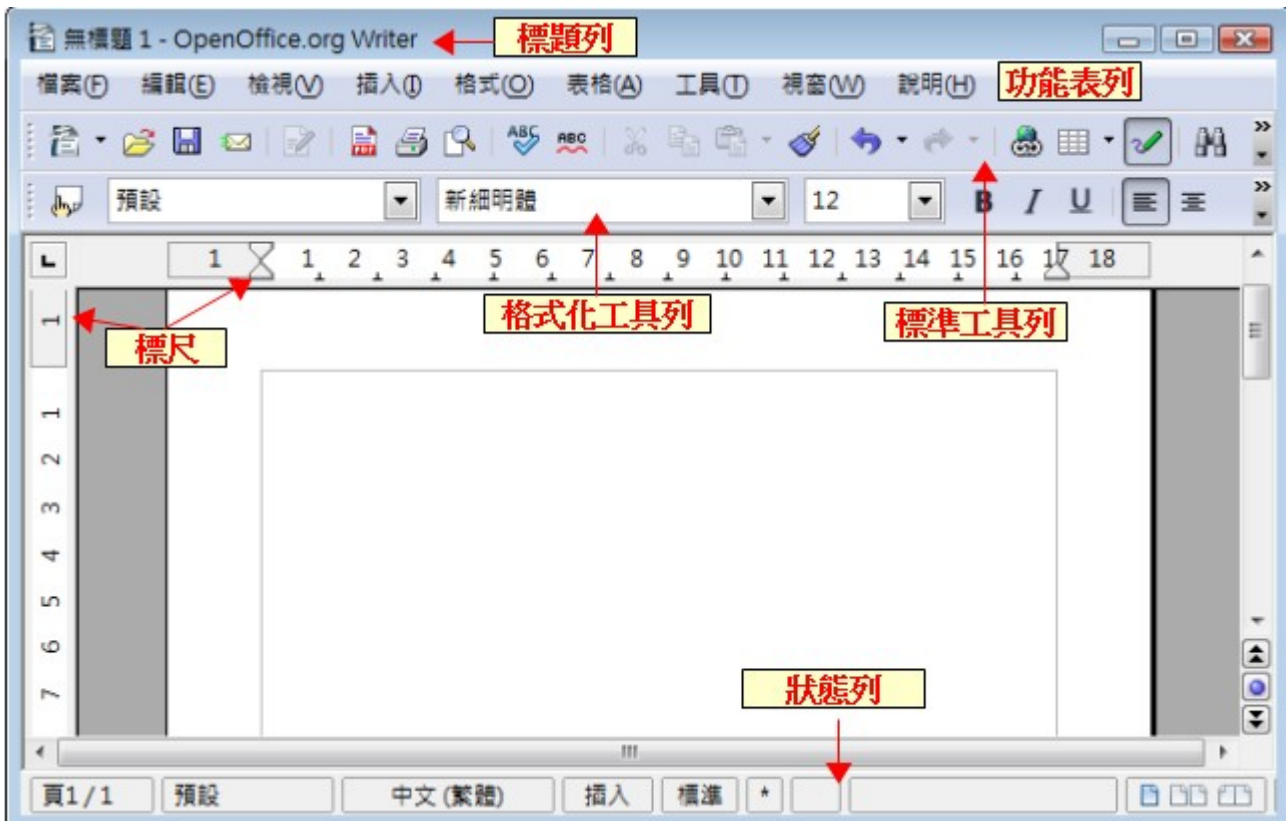 無標題 1 - OpenOffice.org Writer 標題列
檔案(F) 編輯(E) 檢視(V) 插入(I) 格式(O) 表格(A) 工具(T) 視窗(W) 說明(H) 功能表列
ABC ABC
預設 新細明體 12 B I U
1 1 2 3 4 5 6 7 8 9 10 11 12 13 14 15 16 17 18
格式化工具列 標準工具列
標尺
1
1
2
3
4
5
6
7
狀態列
頁1/1 預設 中文 (繁體) 插入 標準 *